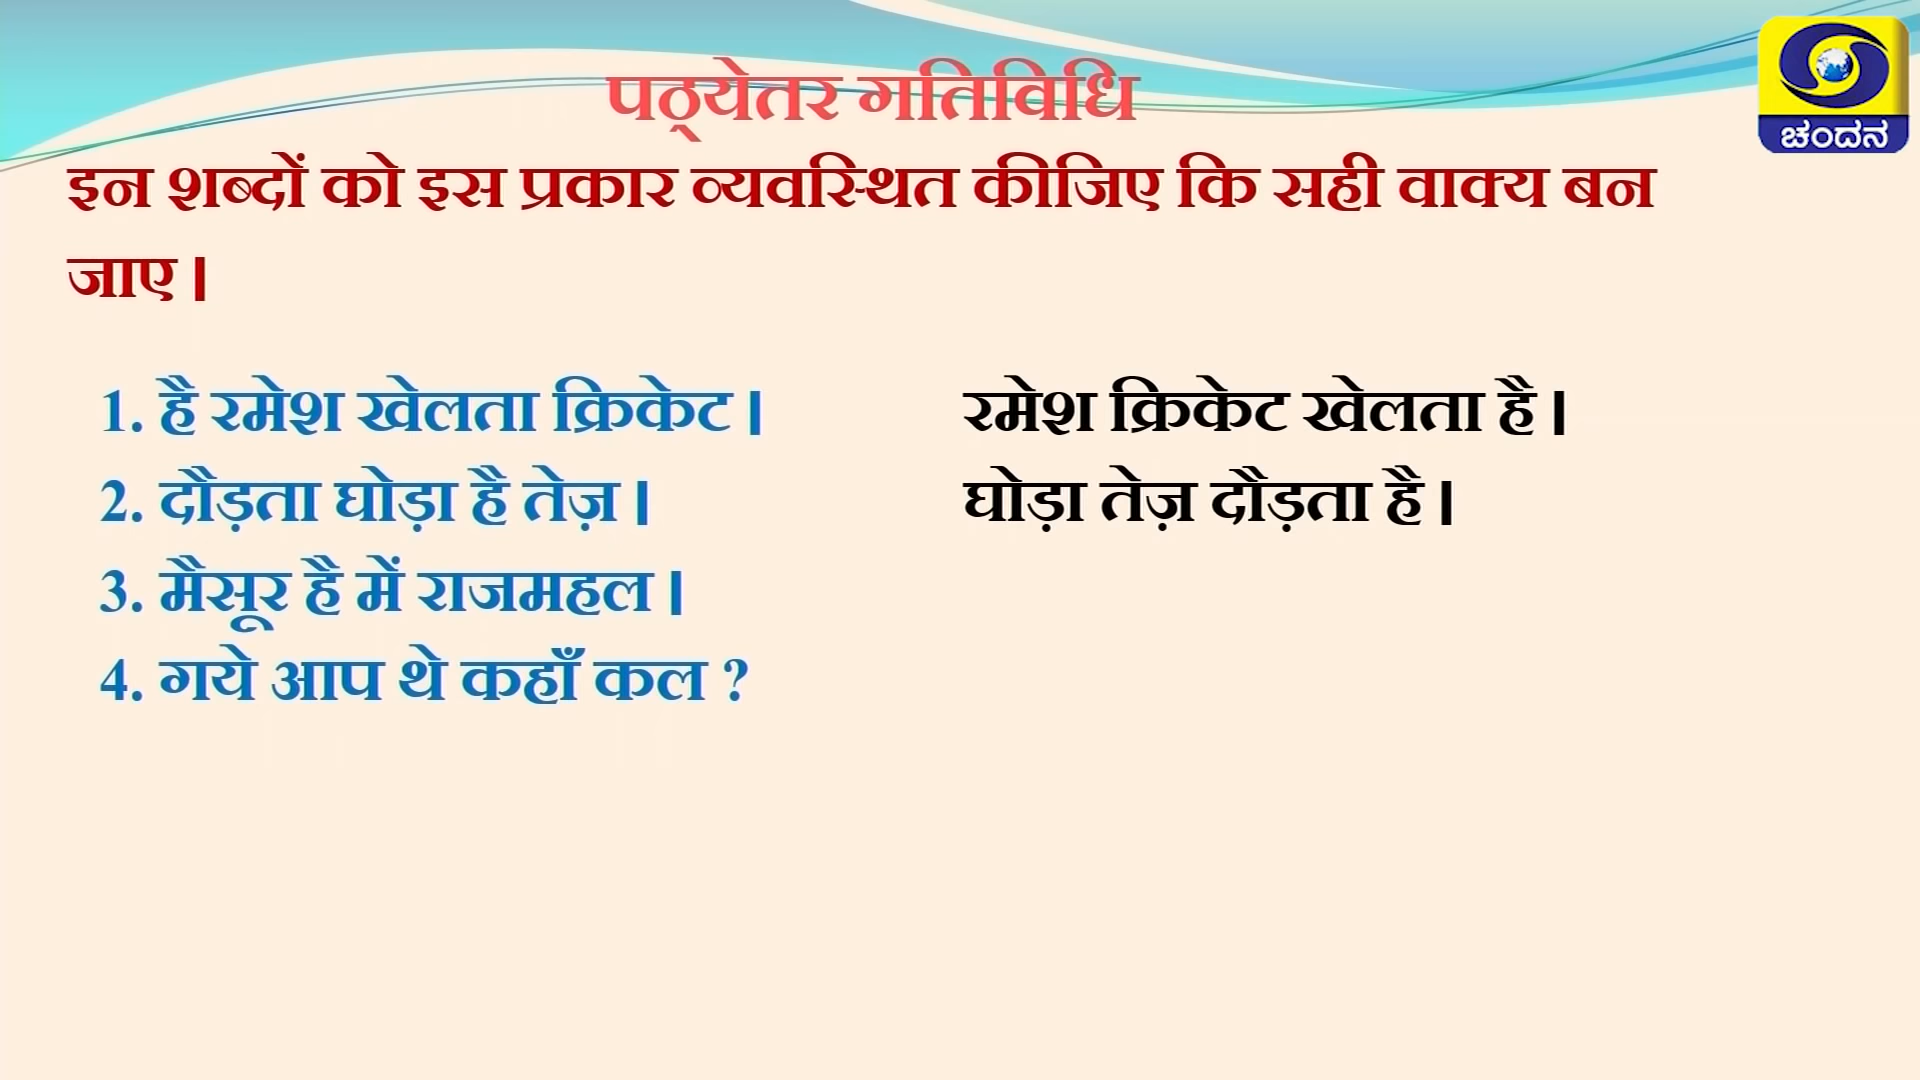 पठ्येतर गतिविधि
ಚಂದನ
इन शब्दों को इस प्रकार व्यवस्थित कीजिए कि सही वाक्य बन
जाए।
1. है रमेश खेलता क्रिकेट। रमेश क्रिकेट खेलता है।
2. दौड़ता घोड़ा है तेज़। घोड़ा तेज़ दौड़ता है।
3. मैसूर है में राजमहल।
4. गये आप थे कहाँ कल ?